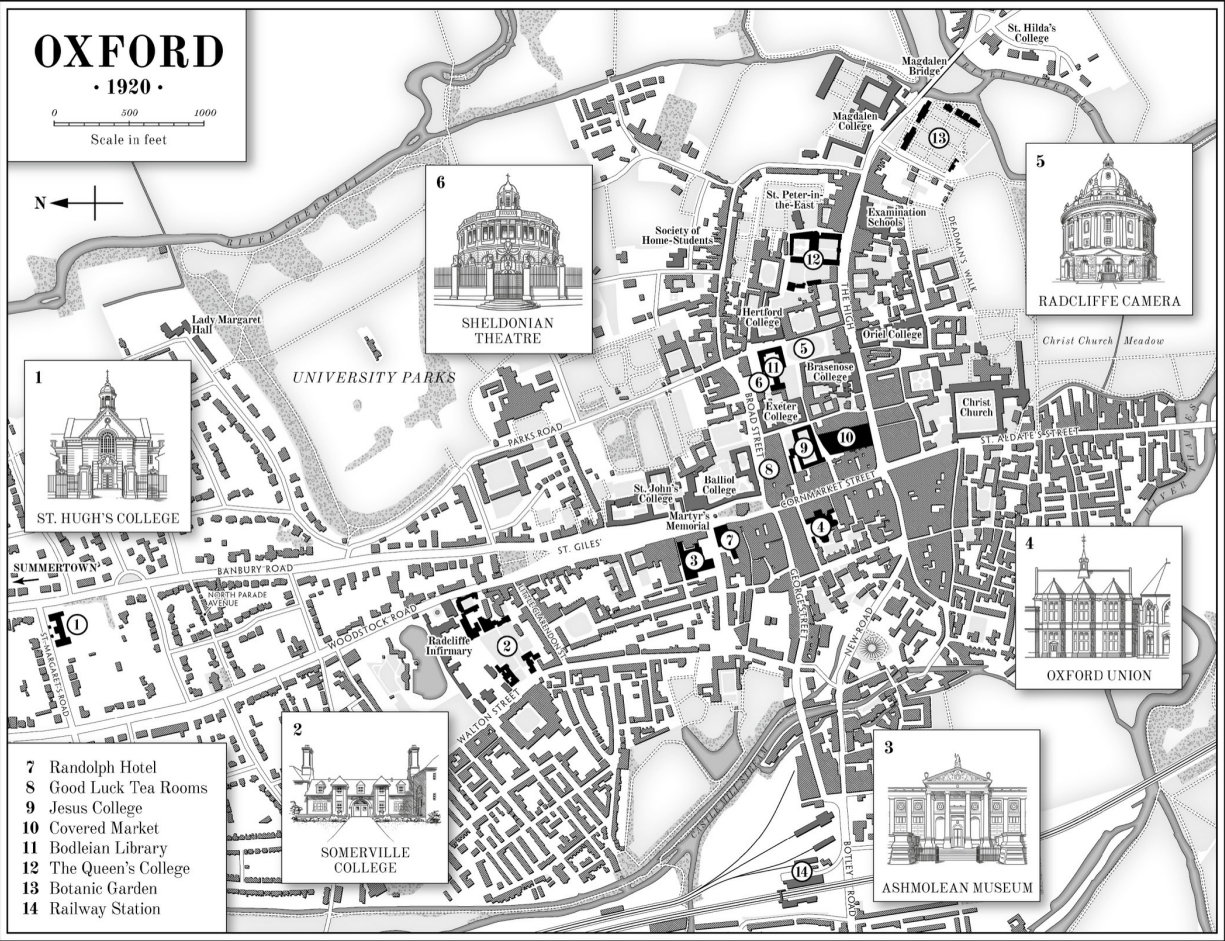 OXFORD
· 1920 ·
0 500 1000
Scale in feet
N
St. Hilda's
College
Magdalen
Bridge
RIVER CHERWELL
Magdalen
College
13
5
RADCLIFFE CAMERA
6
SHELDONIAN
THEATRE
St. Peter-in-
the-East
Examination
Schools
Society of
Home-Students
DEADMAN'S WALK
12
RIVER CHERWELL
THE HIGH
Hertford
College
Oriel College
Lady Margaret
Hall
Christ Church Meadow
5
11
Brasenose
College
6
UNIVERSITY PARKS
1
ST. HUGH'S COLLEGE
Exeter
College
BROAD STREET
Christ
Church
PARKS ROAD
9
10
ST. ALDATE'S STREET
8
Balliol
College
St. John's
College
CORNMARKET STREET
RIVER THAMES
Martyr's
Memorial
4
7
3
ST. GILES'
4
OXFORD UNION
SUMMERTOWN
BANBURY ROAD
NORTH PARADE
AVENUE
WOODSTOCK ROAD
LITTLE CLARENDON ST
GEORGE STREET
NEW ROAD
1
ST. MARGARET'S ROAD
Radcliffe
Infirmary
2
WALTON STREET
2
SOMERVILLE
COLLEGE
3
ASHMOLEAN MUSEUM
14
BOTLEY ROAD
7 Randolph Hotel
8 Good Luck Tea Rooms
9 Jesus College
10 Covered Market
11 Bodleian Library
12 The Queen's College
13 Botanic Garden
14 Railway Station